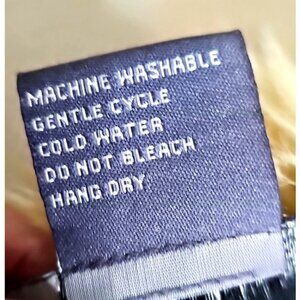 MACHINE WASHABLE
GENTLE CYCLE
COLD WATER
DO NOT BLEACH
HANG DRY